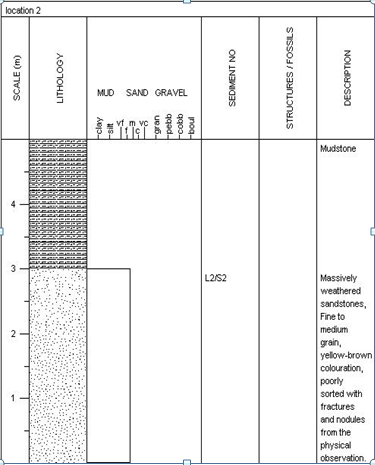 location 2
SCALE (m)
LITHOLOGY
MUD SAND GRAVEL
clay
silt
vf
f
m
c
vc
gran
pebb
cobb
boul
SEDIMENT NO
STRUCTURES / FOSSILS
DESCRIPTION
Mudstone
4
3
L2/S2
Massively
weathered
sandstones,
Fine to
medium
grain,
yellow-brown
colouration,
poorly
sorted with
fractures
and nodules
from the
physical
observation.
2
1